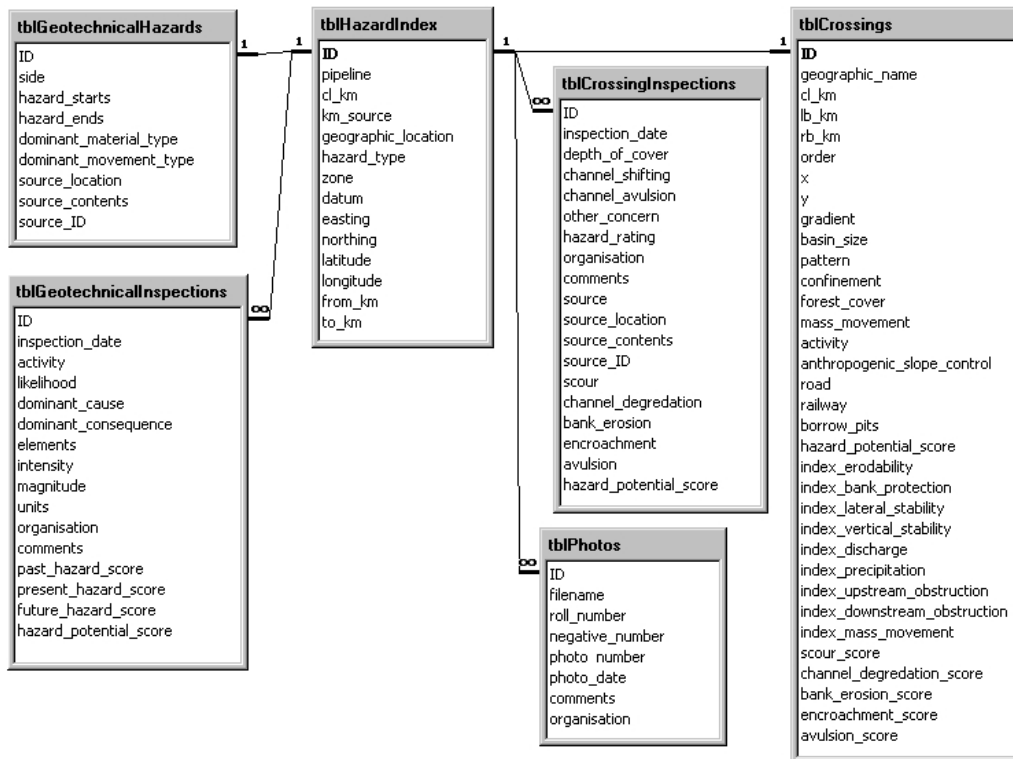 tblGeotechnicalHazards
ID
side
hazard_starts
hazard_ends
dominant_material_type
dominant_movement_type
source_location
source_contents
source_ID
1
1
tblHazardIndex
ID
pipeline
cl_km
km_source
geographic_location
hazard_type
zone
datum
easting
northing
latitude
longitude
from_km
to_km
1
1
tblGeotechnicalInspections
ID
inspection_date
activity
likelihood
dominant_cause
dominant_consequence
elements
intensity
magnitude
units
organisation
comments
past_hazard_score
present_hazard_score
future_hazard_score
hazard_potential_score
∞
tblCrossingInspections
∞
ID
inspection_date
depth_of_cover
channel_shifting
channel_avulsion
other_concern
hazard_rating
organisation
comments
source
source_location
source_contents
source_ID
scour
channel_degredation
bank_erosion
encroachment
avulsion
hazard_potential_score
tblPhotos
∞
ID
filename
roll_number
negative_number
photo_number
photo_date
comments
organisation
tblCrossings
ID
geographic_name
cl_km
lb_km
rb_km
order
x
y
gradient
basin_size
pattern
confinement
forest_cover
mass_movement
activity
anthropogenic_slope_control
road
railway
borrow_pits
hazard_potential_score
index_erodability
index_bank_protection
index_lateral_stability
index_vertical_stability
index_discharge
index_precipitation
index_upstream_obstruction
index_downstream_obstruction
index_mass_movement
scour_score
channel_degredation_score
bank_erosion_score
encroachment_score
avulsion_score